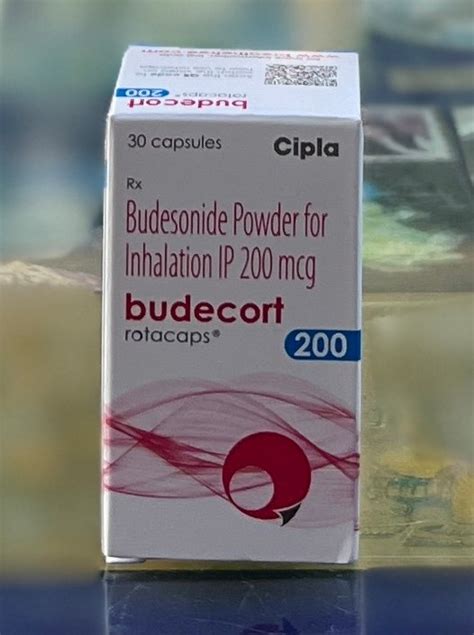 200
rotacaps®
budecort
30 capsules
Cipla
Rx
Budesonide Powder for
Inhalation IP 200 mcg
budecort
rotacaps®
200